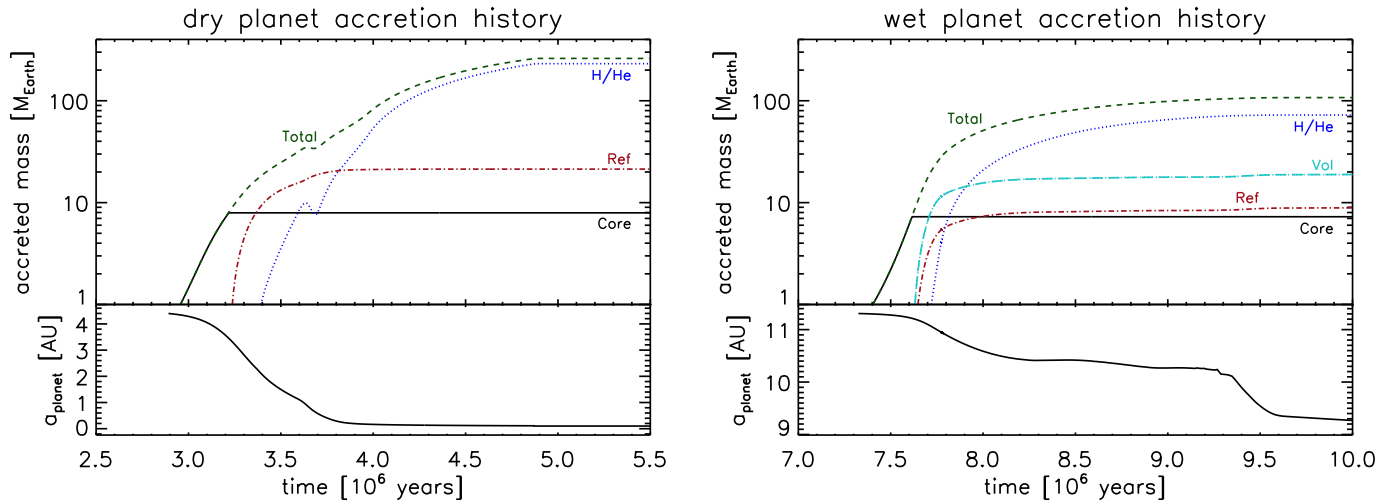 dry planet accretion history
accreted mass [M_Earth]
100
10
1
Total
H/He
Ref
Core
a_planet [AU]
4
3
2
1
0
2.5 3.0 3.5 4.0 4.5 5.0 5.5
time [10^6 years]
wet planet accretion history
accreted mass [M_Earth]
100
10
1
Total
H/He
Vol
Ref
Core
a_planet [AU]
11
10
9
7.0 7.5 8.0 8.5 9.0 9.5 10.0
time [10^6 years]